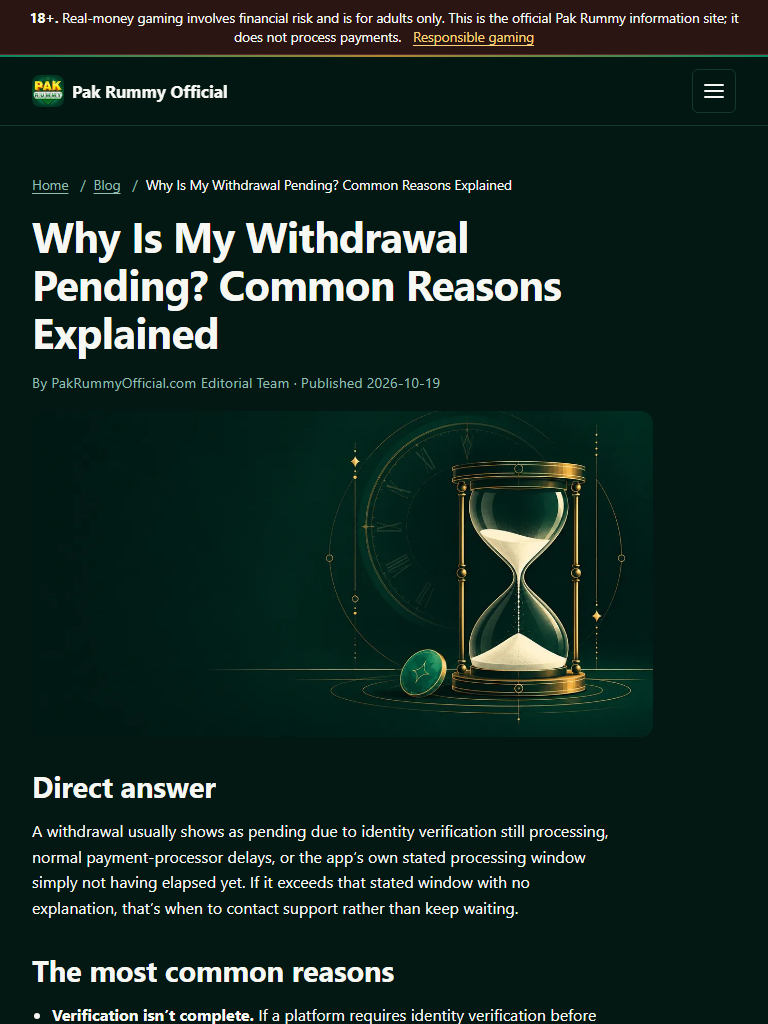 18+. Real-money gaming involves financial risk and is for adults only. This is the official Pak Rummy information site; it
does not process payments. Responsible gaming
PAK
RUMMY
Pak Rummy Official
Home / Blog / Why Is My Withdrawal Pending? Common Reasons Explained
Why Is My Withdrawal
Pending? Common Reasons
Explained
By PakRummyOfficial.com Editorial Team · Published 2026-10-19
Direct answer
A withdrawal usually shows as pending due to identity verification still processing,
normal payment-processor delays, or the app’s own stated processing window
simply not having elapsed yet. If it exceeds that stated window with no
explanation, that’s when to contact support rather than keep waiting.
The most common reasons
• Verification isn’t complete. If a platform requires identity verification before